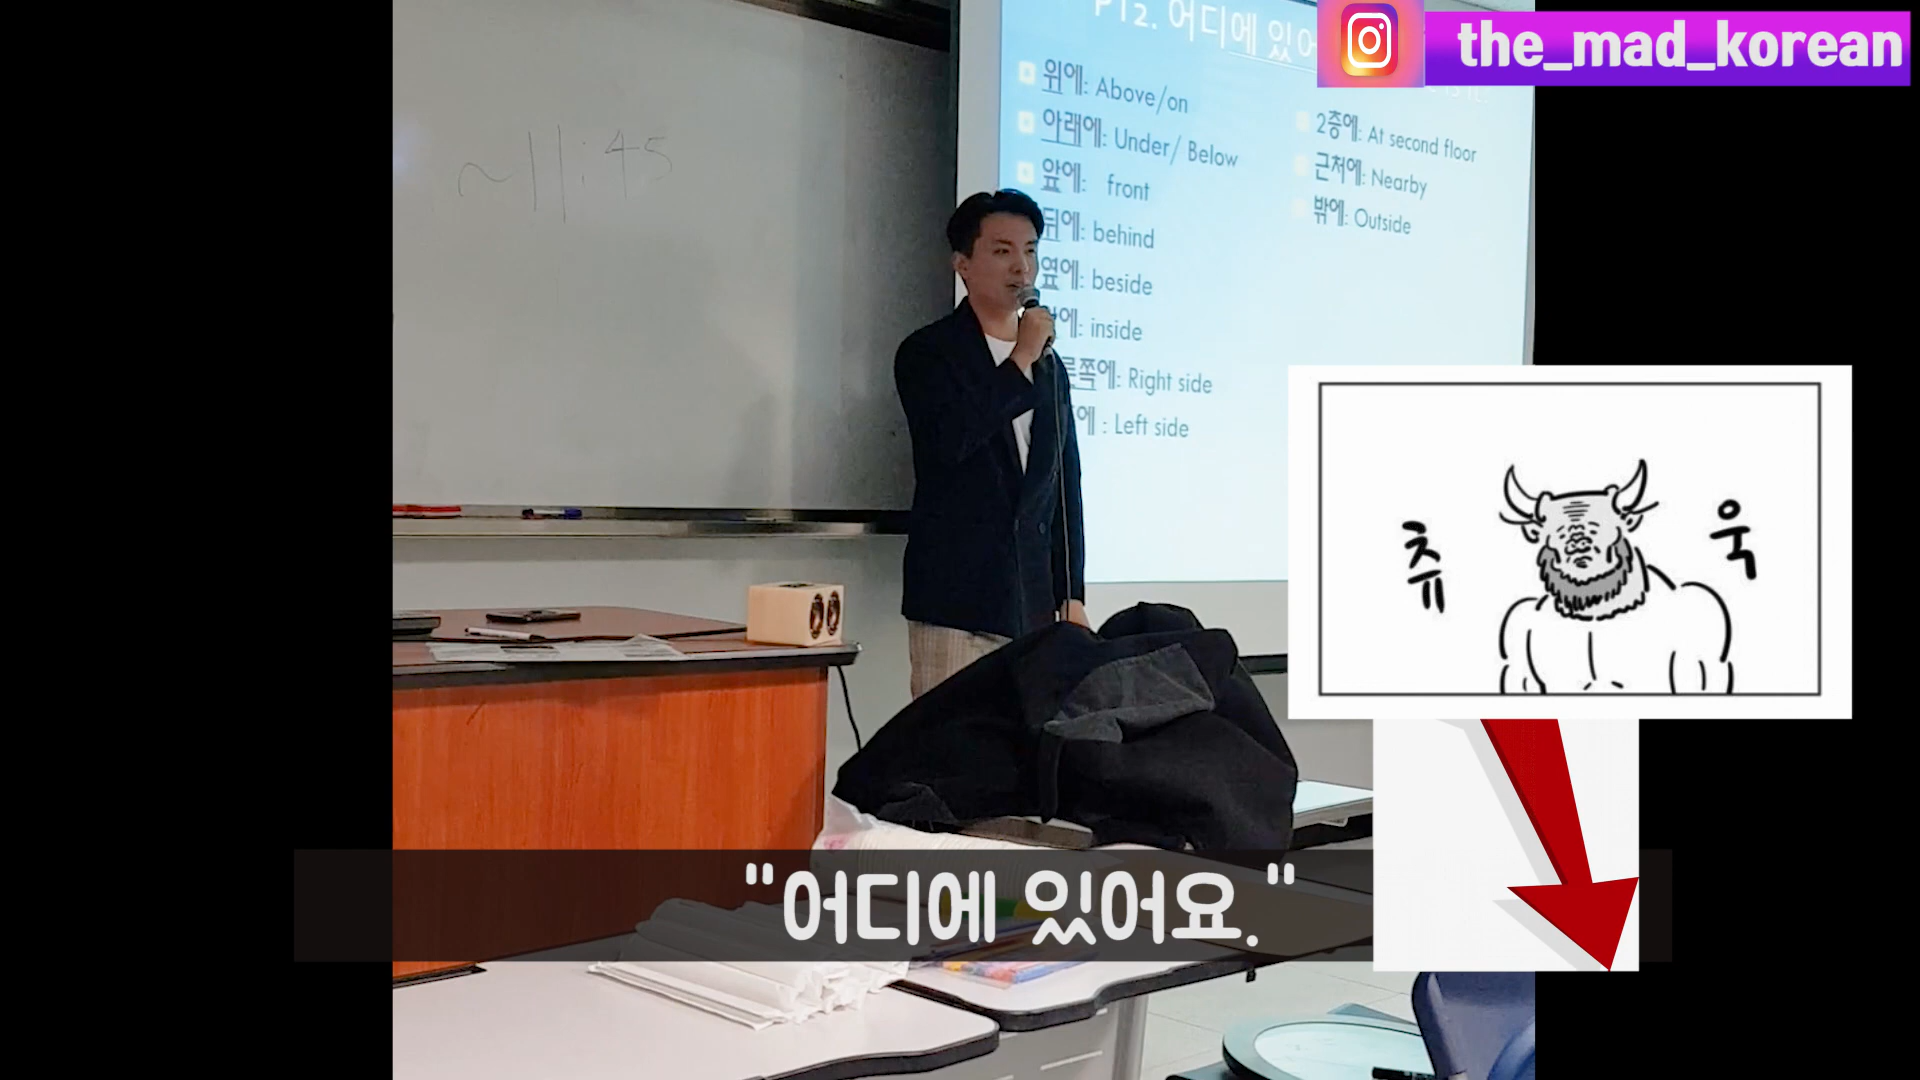 the_mad_korean
~11:45
PT2. 어디에 있어
위에: Above/on
아래에: Under/ Below
앞에: front
뒤에: behind
옆에: beside
에: inside
른쪽에: Right side
에 : Left side
2층에: At second floor
근처에: Nearby
밖에: Outside
츄 욱
"어디에 있어요."